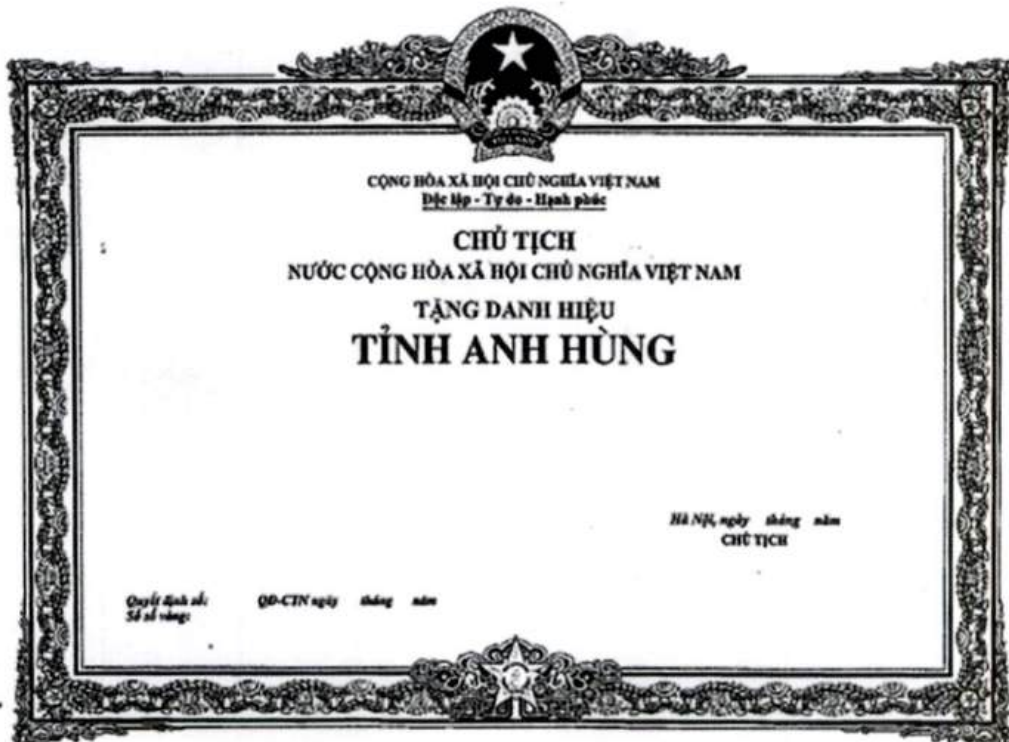 CỘNG HÒA XÃ HỘI CHỦ NGHĨA VIỆT NAM
Độc lập - Tự do - Hạnh phúc
CHỦ TỊCH
NƯỚC CỘNG HÒA XÃ HỘI CHỦ NGHĨA VIỆT NAM
TẶNG DANH HIỆU
TỈNH ANH HÙNG
Hà Nội, ngày tháng năm
CHỦ TỊCH
Quyết định số: QĐ-CTN ngày tháng năm
Số sổ vàng: